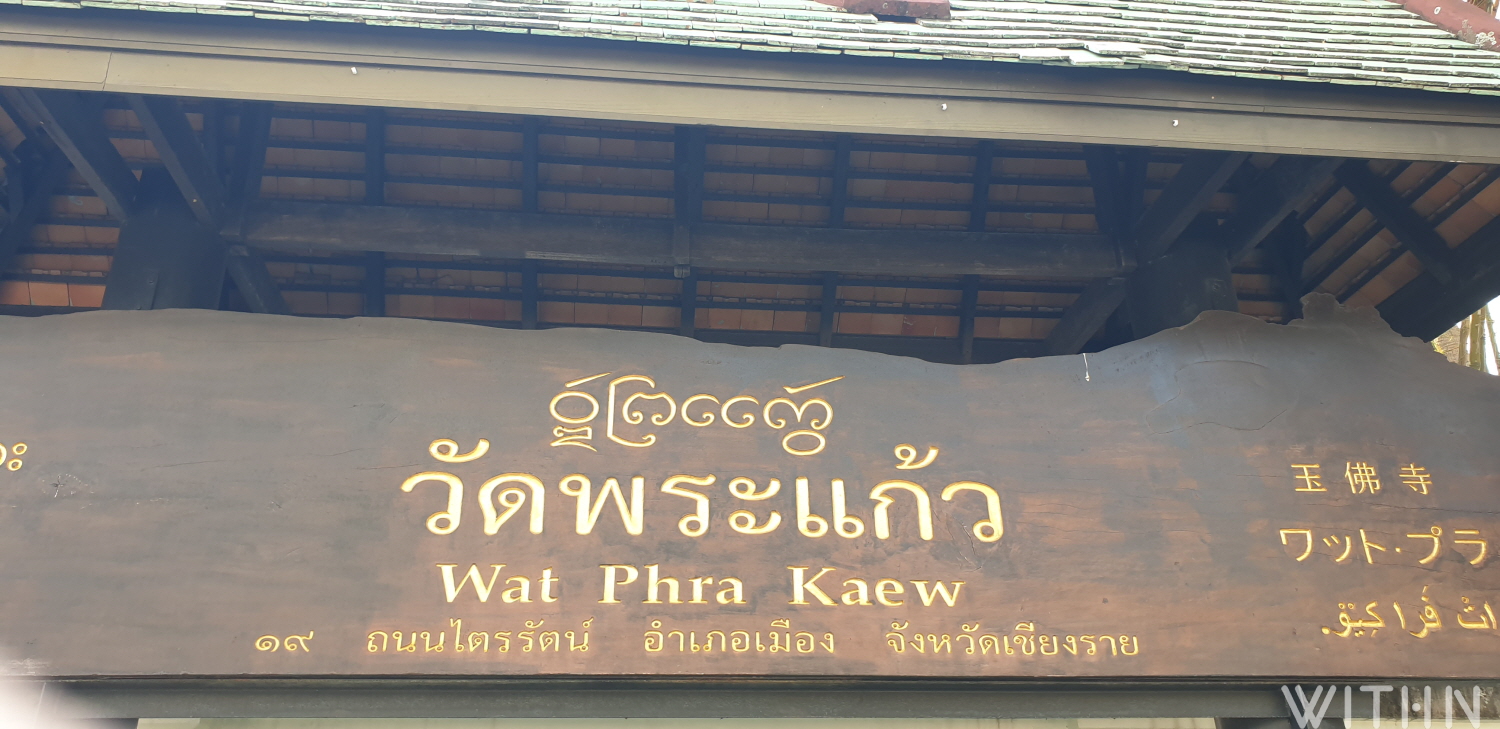 วัดพระแก้ว
Wat Phra Kaew
๑๙ ถนนไตรรัตน์ อำเภอเมือง จังหวัดเชียงราย
玉佛寺
ワット・プラ
WITHIN